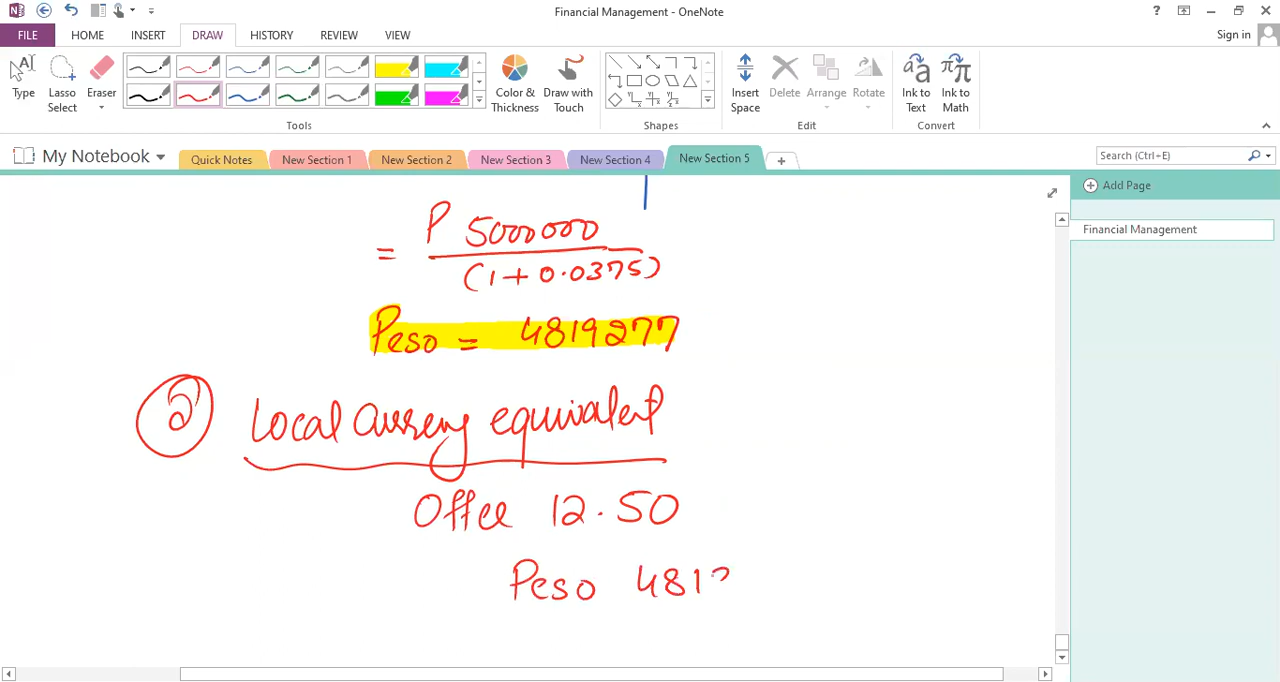 Financial Management - OneNote
? Sign in
FILE HOME INSERT DRAW HISTORY REVIEW VIEW
Type Lasso Select Eraser Color & Thickness Draw with Touch Insert Space Delete Arrange Rotate Ink to Text Ink to Math
Tools Shapes Edit Convert
My Notebook Quick Notes New Section 1 New Section 2 New Section 3 New Section 4 New Section 5 Search (Ctrl+E)
Add Page
Financial Management
P 5000000
=
(1 + 0.0375)
Peso = 4819277
2 Local Currency equivalent
Offer 12.50
Peso 481